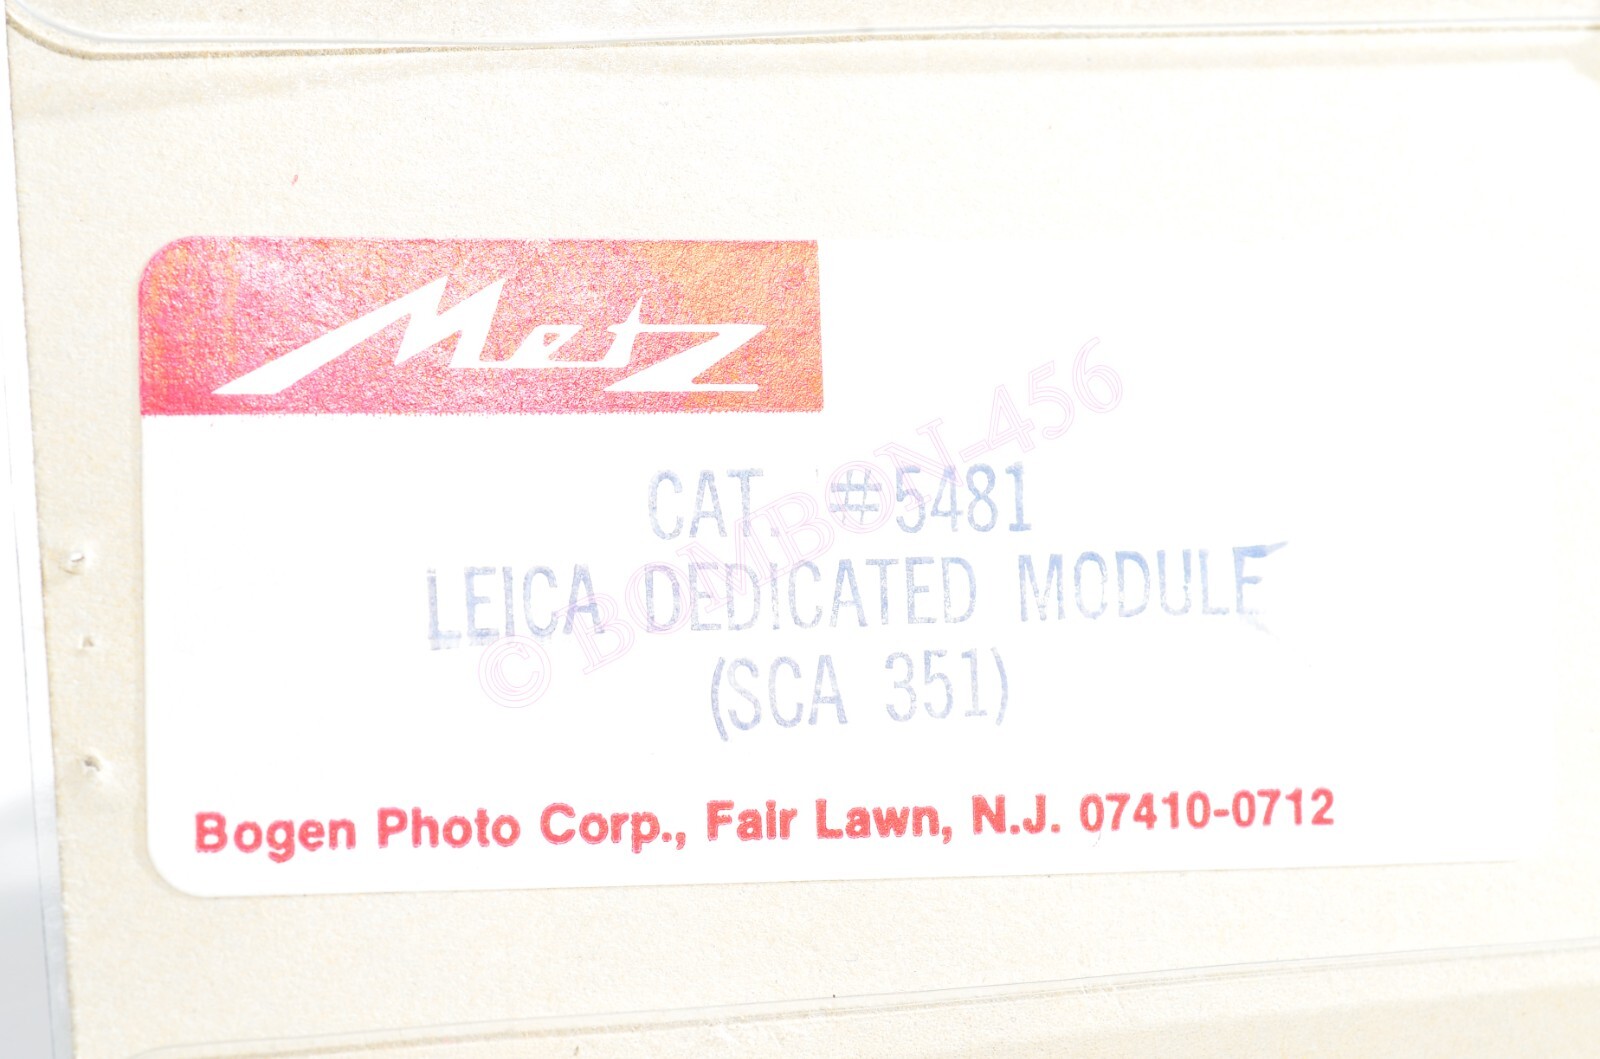 Metz
CAT. #5481
LEICA DEDICATED MODULE
(SCA 351)
Bogen Photo Corp., Fair Lawn, N.J. 07410-0712
© BOMBON-456